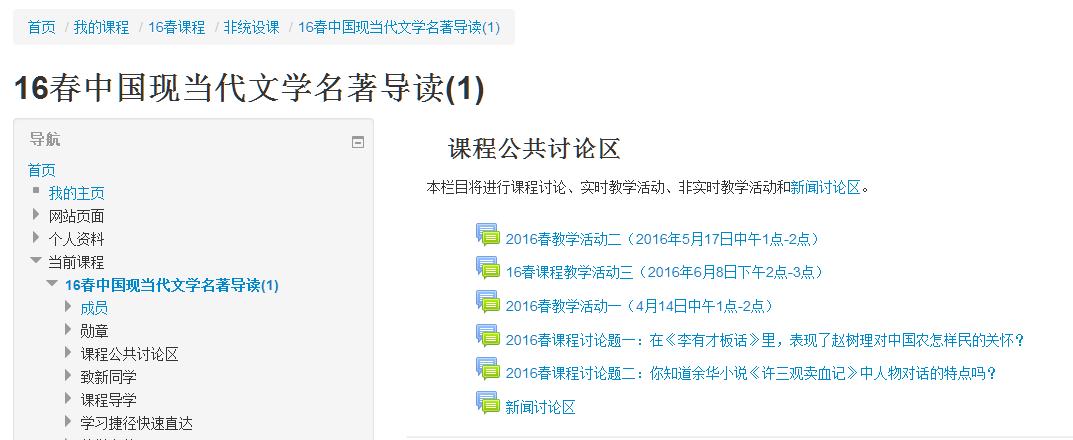 首页 / 我的课程 / 16春课程 / 非统设课 / 16春中国现当代文学名著导读(1)
16春中国现当代文学名著导读(1)
导航
首页
我的主页
网站页面
个人资料
当前课程
16春中国现当代文学名著导读(1)
成员
勋章
课程公共讨论区
致新同学
课程导学
学习捷径快速直达
课程公共讨论区
本栏目将进行课程讨论、实时教学活动、非实时教学活动和新闻讨论区。
2016春教学活动二（2016年5月17日中午1点-2点）
16春课程教学活动三（2016年6月8日下午2点-3点）
2016春教学活动一（4月14日中午1点-2点）
2016春课程讨论题一：在《李有才板话》里，表现了赵树理对中国农怎样民的关怀？
2016春课程讨论题二：你知道余华小说《许三观卖血记》中人物对话的特点吗？
新闻讨论区